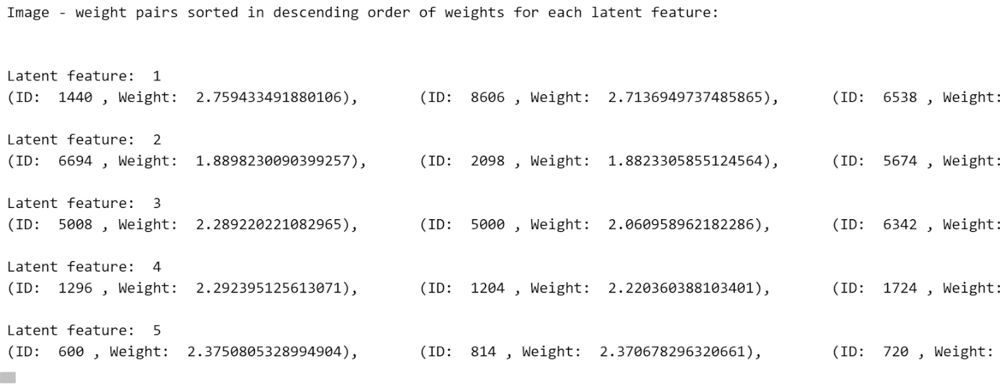 Image - weight pairs sorted in descending order of weights for each latent feature:
Latent feature:  1
(ID:  1440 , Weight:  2.759433491880106),       (ID:  8606 , Weight:  2.7136949737485865),      (ID:  6538 , Weight:
Latent feature:  2
(ID:  6694 , Weight:  1.8898230090399257),      (ID:  2098 , Weight:  1.8823305855124564),      (ID:  5674 , Weight:
Latent feature:  3
(ID:  5008 , Weight:  2.289220221082965),       (ID:  5000 , Weight:  2.060958962182286),       (ID:  6342 , Weight:
Latent feature:  4
(ID:  1296 , Weight:  2.292395125613071),       (ID:  1204 , Weight:  2.220360388103401),       (ID:  1724 , Weight:
Latent feature:  5
(ID:  600 , Weight:  2.3750805328994904),       (ID:  814 , Weight:  2.370678296320661),        (ID:  720 , Weight: